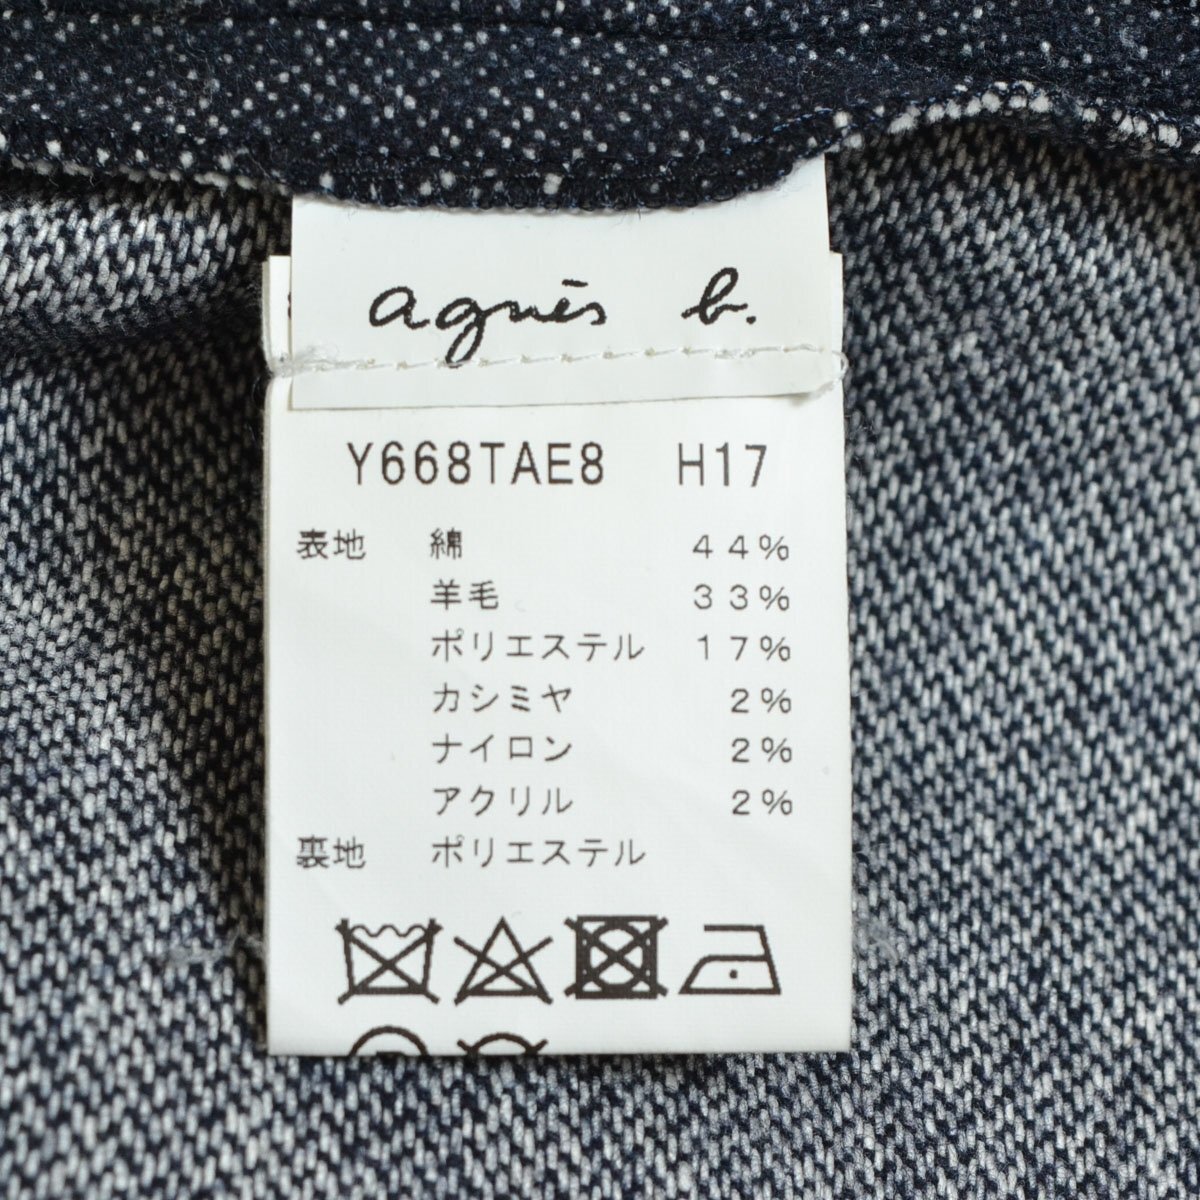 agnès b.
Y668TAE8 H17
表地 綿 44%
羊毛 33%
ポリエステル 17%
カシミヤ 2%
ナイロン 2%
アクリル 2%
裏地 ポリエステル